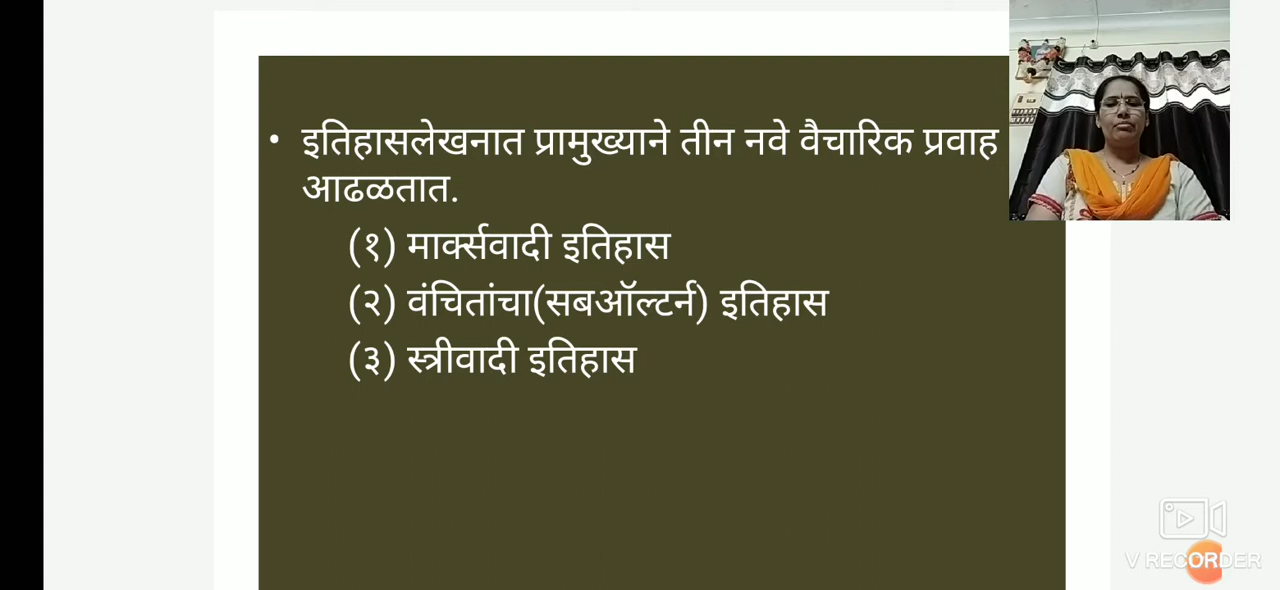 • इतिहासलेखनात प्रामुख्याने तीन नवे वैचारिक प्रवाह
आढळतात.
(१) मार्क्सवादी इतिहास
(२) वंचितांचा(सबऑल्टर्न) इतिहास
(३) स्त्रीवादी इतिहास
V RECORDER